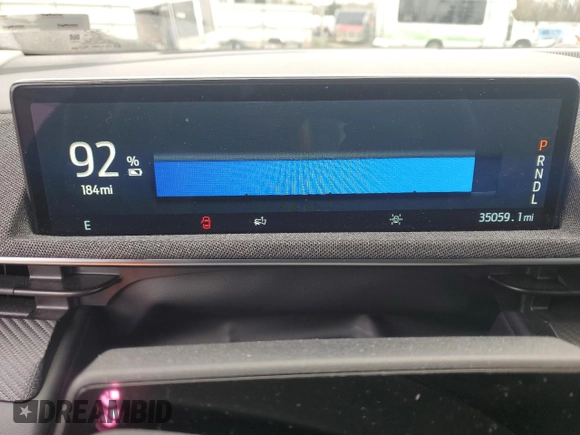 92 %
184mi
P
R
N
D
L
E
35059.1mi
DREAMBID